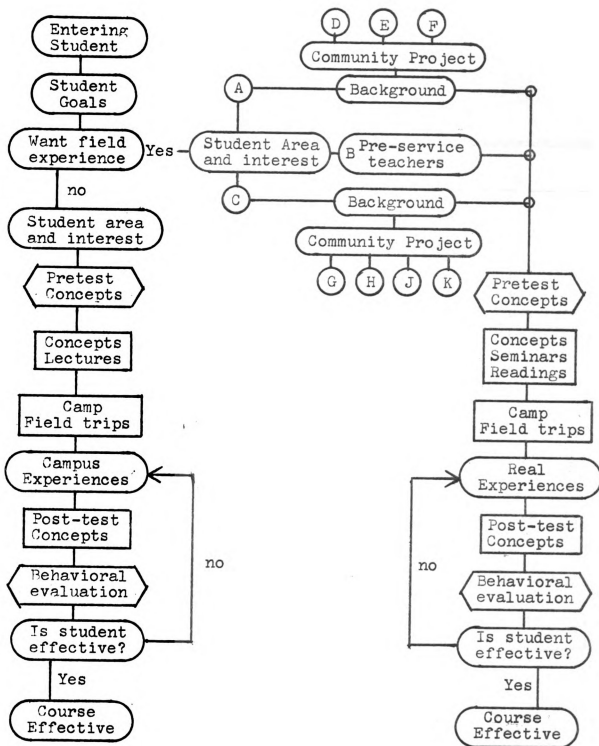 Entering
Student
Student
Goals
Want field
experience
Yes
no
Student area
and interest
Pretest
Concepts
Concepts
Lectures
Camp
Field trips
Campus
Experiences
Post-test
Concepts
Behavioral
evaluation
no
Is student
effective?
Yes
Course
Effective
D E F
Community Project
A
Background
Student Area
and interest
B
Pre-service
teachers
C
Background
Community Project
G H J K
Pretest
Concepts
Concepts
Seminars
Readings
Camp
Field trips
Real
Experiences
Post-test
Concepts
no
Behavioral
evaluation
Is student
effective?
Yes
Course
Effective